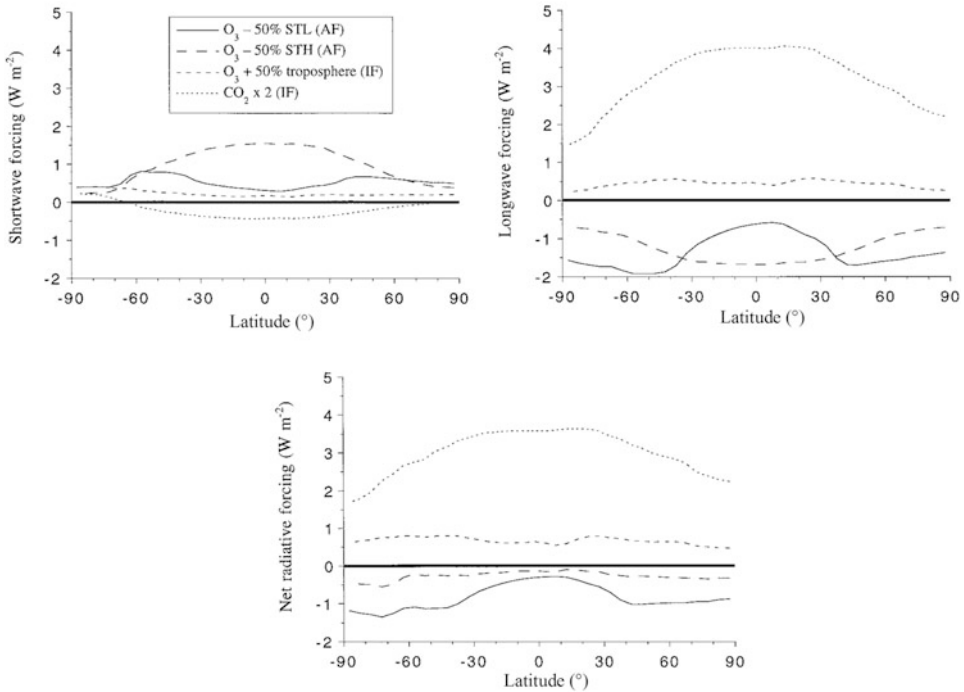 5
4
3
2
1
0
-1
-2
Shortwave forcing (W m-2)
O3 – 50% STL (AF)
O3 – 50% STH (AF)
O3 + 50% troposphere (IF)
CO2 x 2 (IF)
-90 -60 -30 0 30 60 90
Latitude (°)
5
4
3
2
1
0
-1
-2
Longwave forcing (W m-2)
-90 -60 -30 0 30 60 90
Latitude (°)
5
4
3
2
1
0
-1
-2
Net radiative forcing (W m-2)
-90 -60 -30 0 30 60 90
Latitude (°)